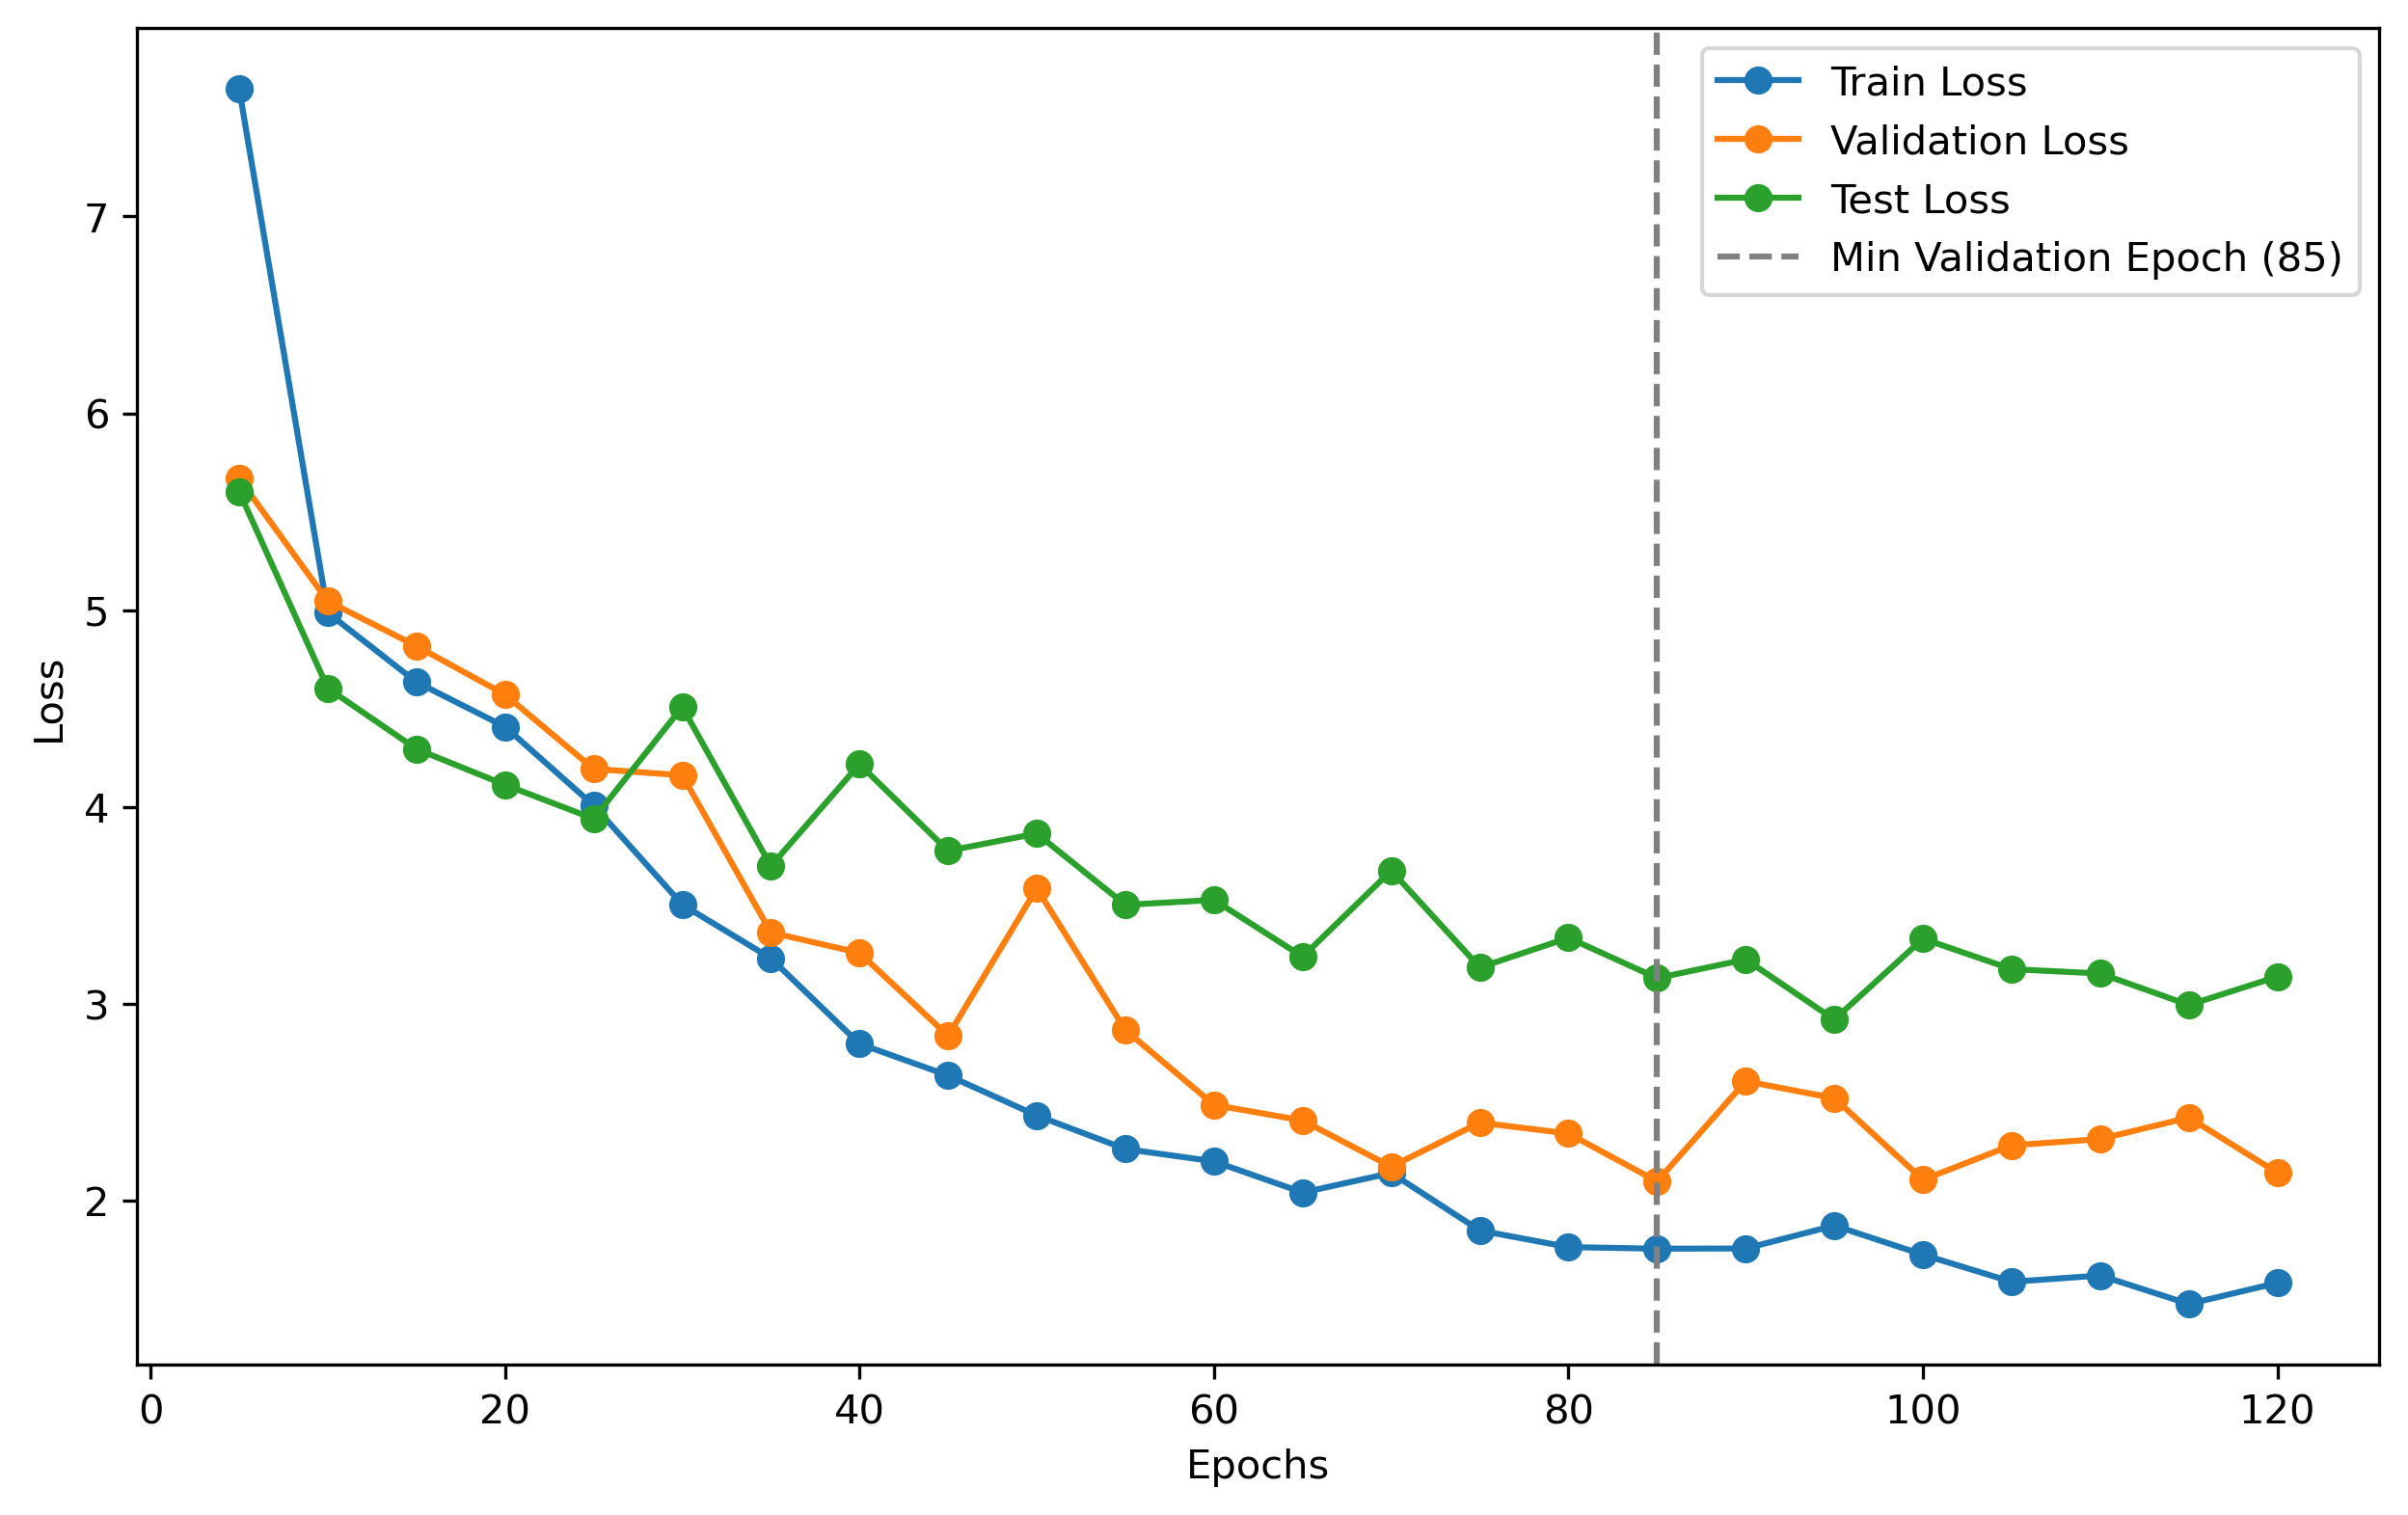 Train Loss
Validation Loss
Test Loss
Min Validation Epoch (85)
7
6
5
4
3
2
Loss
0 20 40 60 80 100 120
Epochs